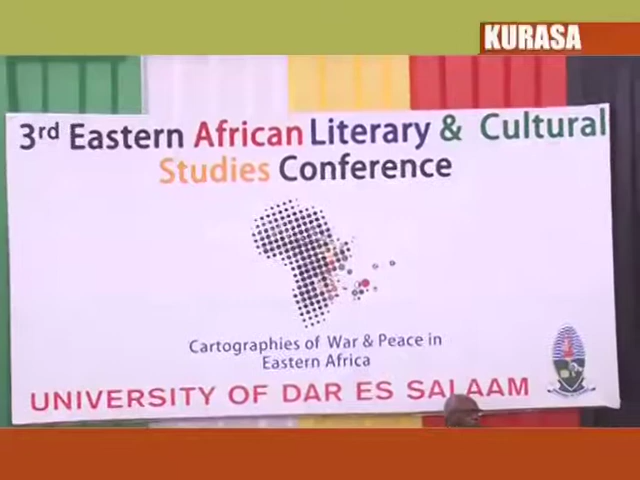 KURASA
3rd Eastern African Literary & Cultural
Studies Conference
Cartographies of War & Peace in
Eastern Africa
UNIVERSITY OF DAR ES SALAAM